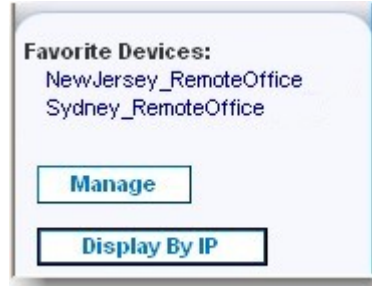 Favorite Devices:
NewJersey_RemoteOffice
Sydney_RemoteOffice
Manage
Display By IP